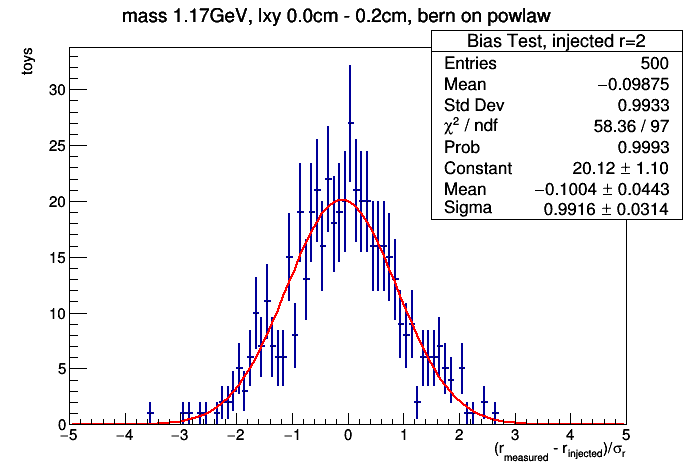 mass 1.17GeV, lxy 0.0cm - 0.2cm, bern on powlaw
toys
Bias Test, injected r=2
Entries 500
Mean −0.09875
Std Dev 0.9933
χ² / ndf 58.36 / 97
Prob 0.9993
Constant 20.12 ± 1.10
Mean −0.1004 ± 0.0443
Sigma 0.9916 ± 0.0314
30
25
20
15
10
5
0
−5 −4 −3 −2 −1 0 1 2 3 4 5
(r_measured - r_injected)/σ_r